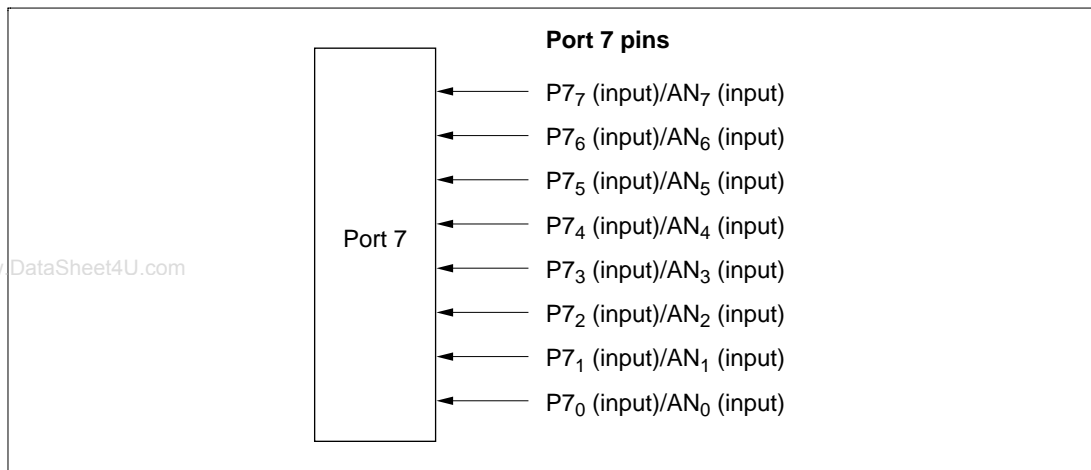 Port 7 pins
P7₇ (input)/AN₇ (input)
P7₆ (input)/AN₆ (input)
P7₅ (input)/AN₅ (input)
P7₄ (input)/AN₄ (input)
Port 7
P7₃ (input)/AN₃ (input)
.DataSheet4U.com
P7₂ (input)/AN₂ (input)
P7₁ (input)/AN₁ (input)
P7₀ (input)/AN₀ (input)